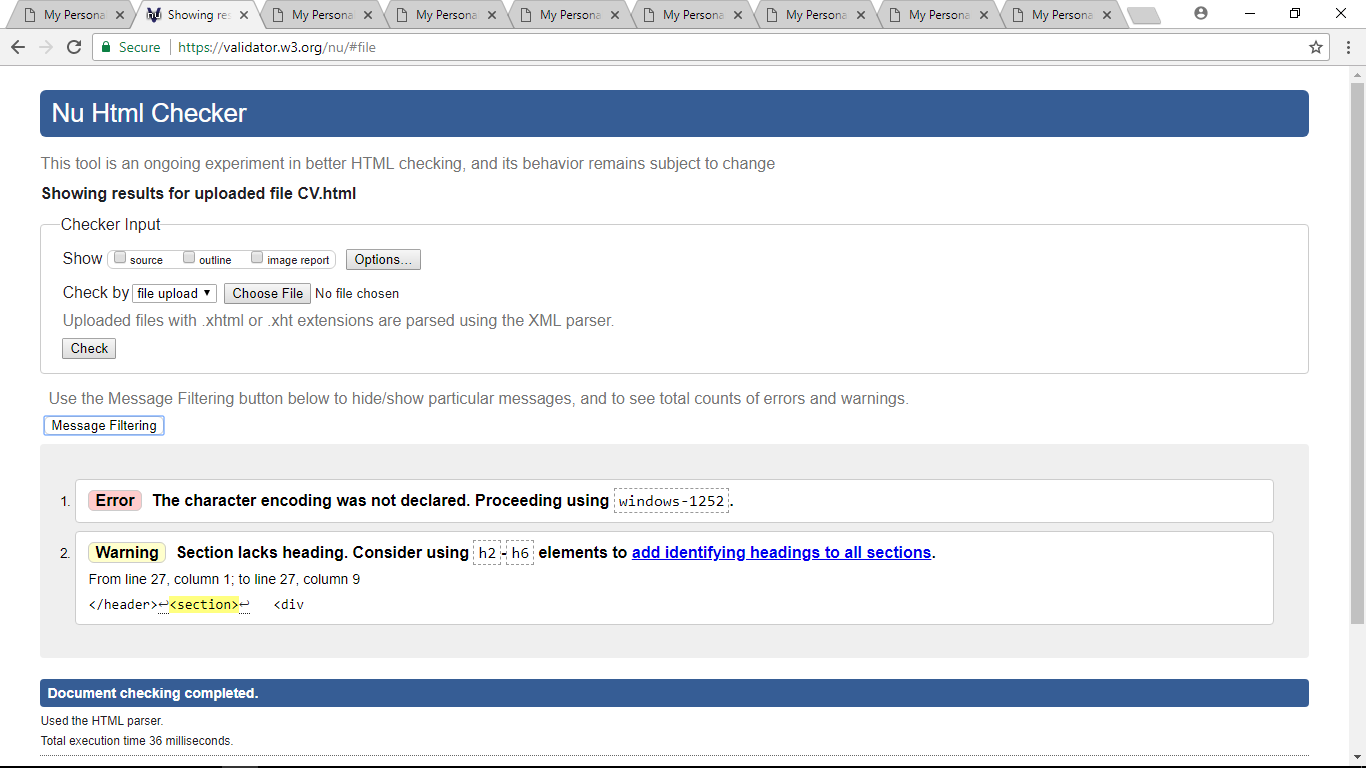 My Persona Showing res My Persona My Persona My Persona My Persona My Persona My Persona My Persona
Secure https://validator.w3.org/nu/#file
Nu Html Checker
This tool is an ongoing experiment in better HTML checking, and its behavior remains subject to change
Showing results for uploaded file CV.html
Checker Input
Show source outline image report Options...
Check by file upload Choose File No file chosen
Uploaded files with .xhtml or .xht extensions are parsed using the XML parser.
Check
Use the Message Filtering button below to hide/show particular messages, and to see total counts of errors and warnings.
Message Filtering
1. Error The character encoding was not declared. Proceeding using windows-1252.
2. Warning Section lacks heading. Consider using h2-h6 elements to add identifying headings to all sections.
From line 27, column 1; to line 27, column 9
</header>↩<section>↩ <div
Document checking completed.
Used the HTML parser.
Total execution time 36 milliseconds.